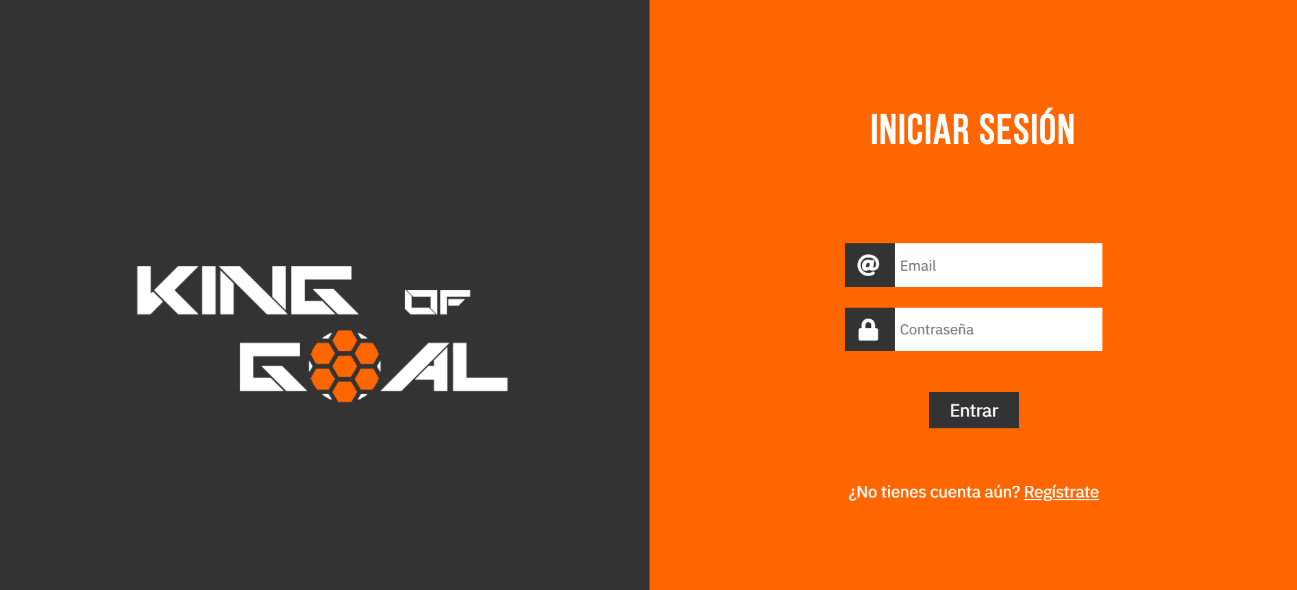 KING OF
GOAL
INICIAR SESIÓN
@ Email
Contraseña
Entrar
¿No tienes cuenta aún? Regístrate